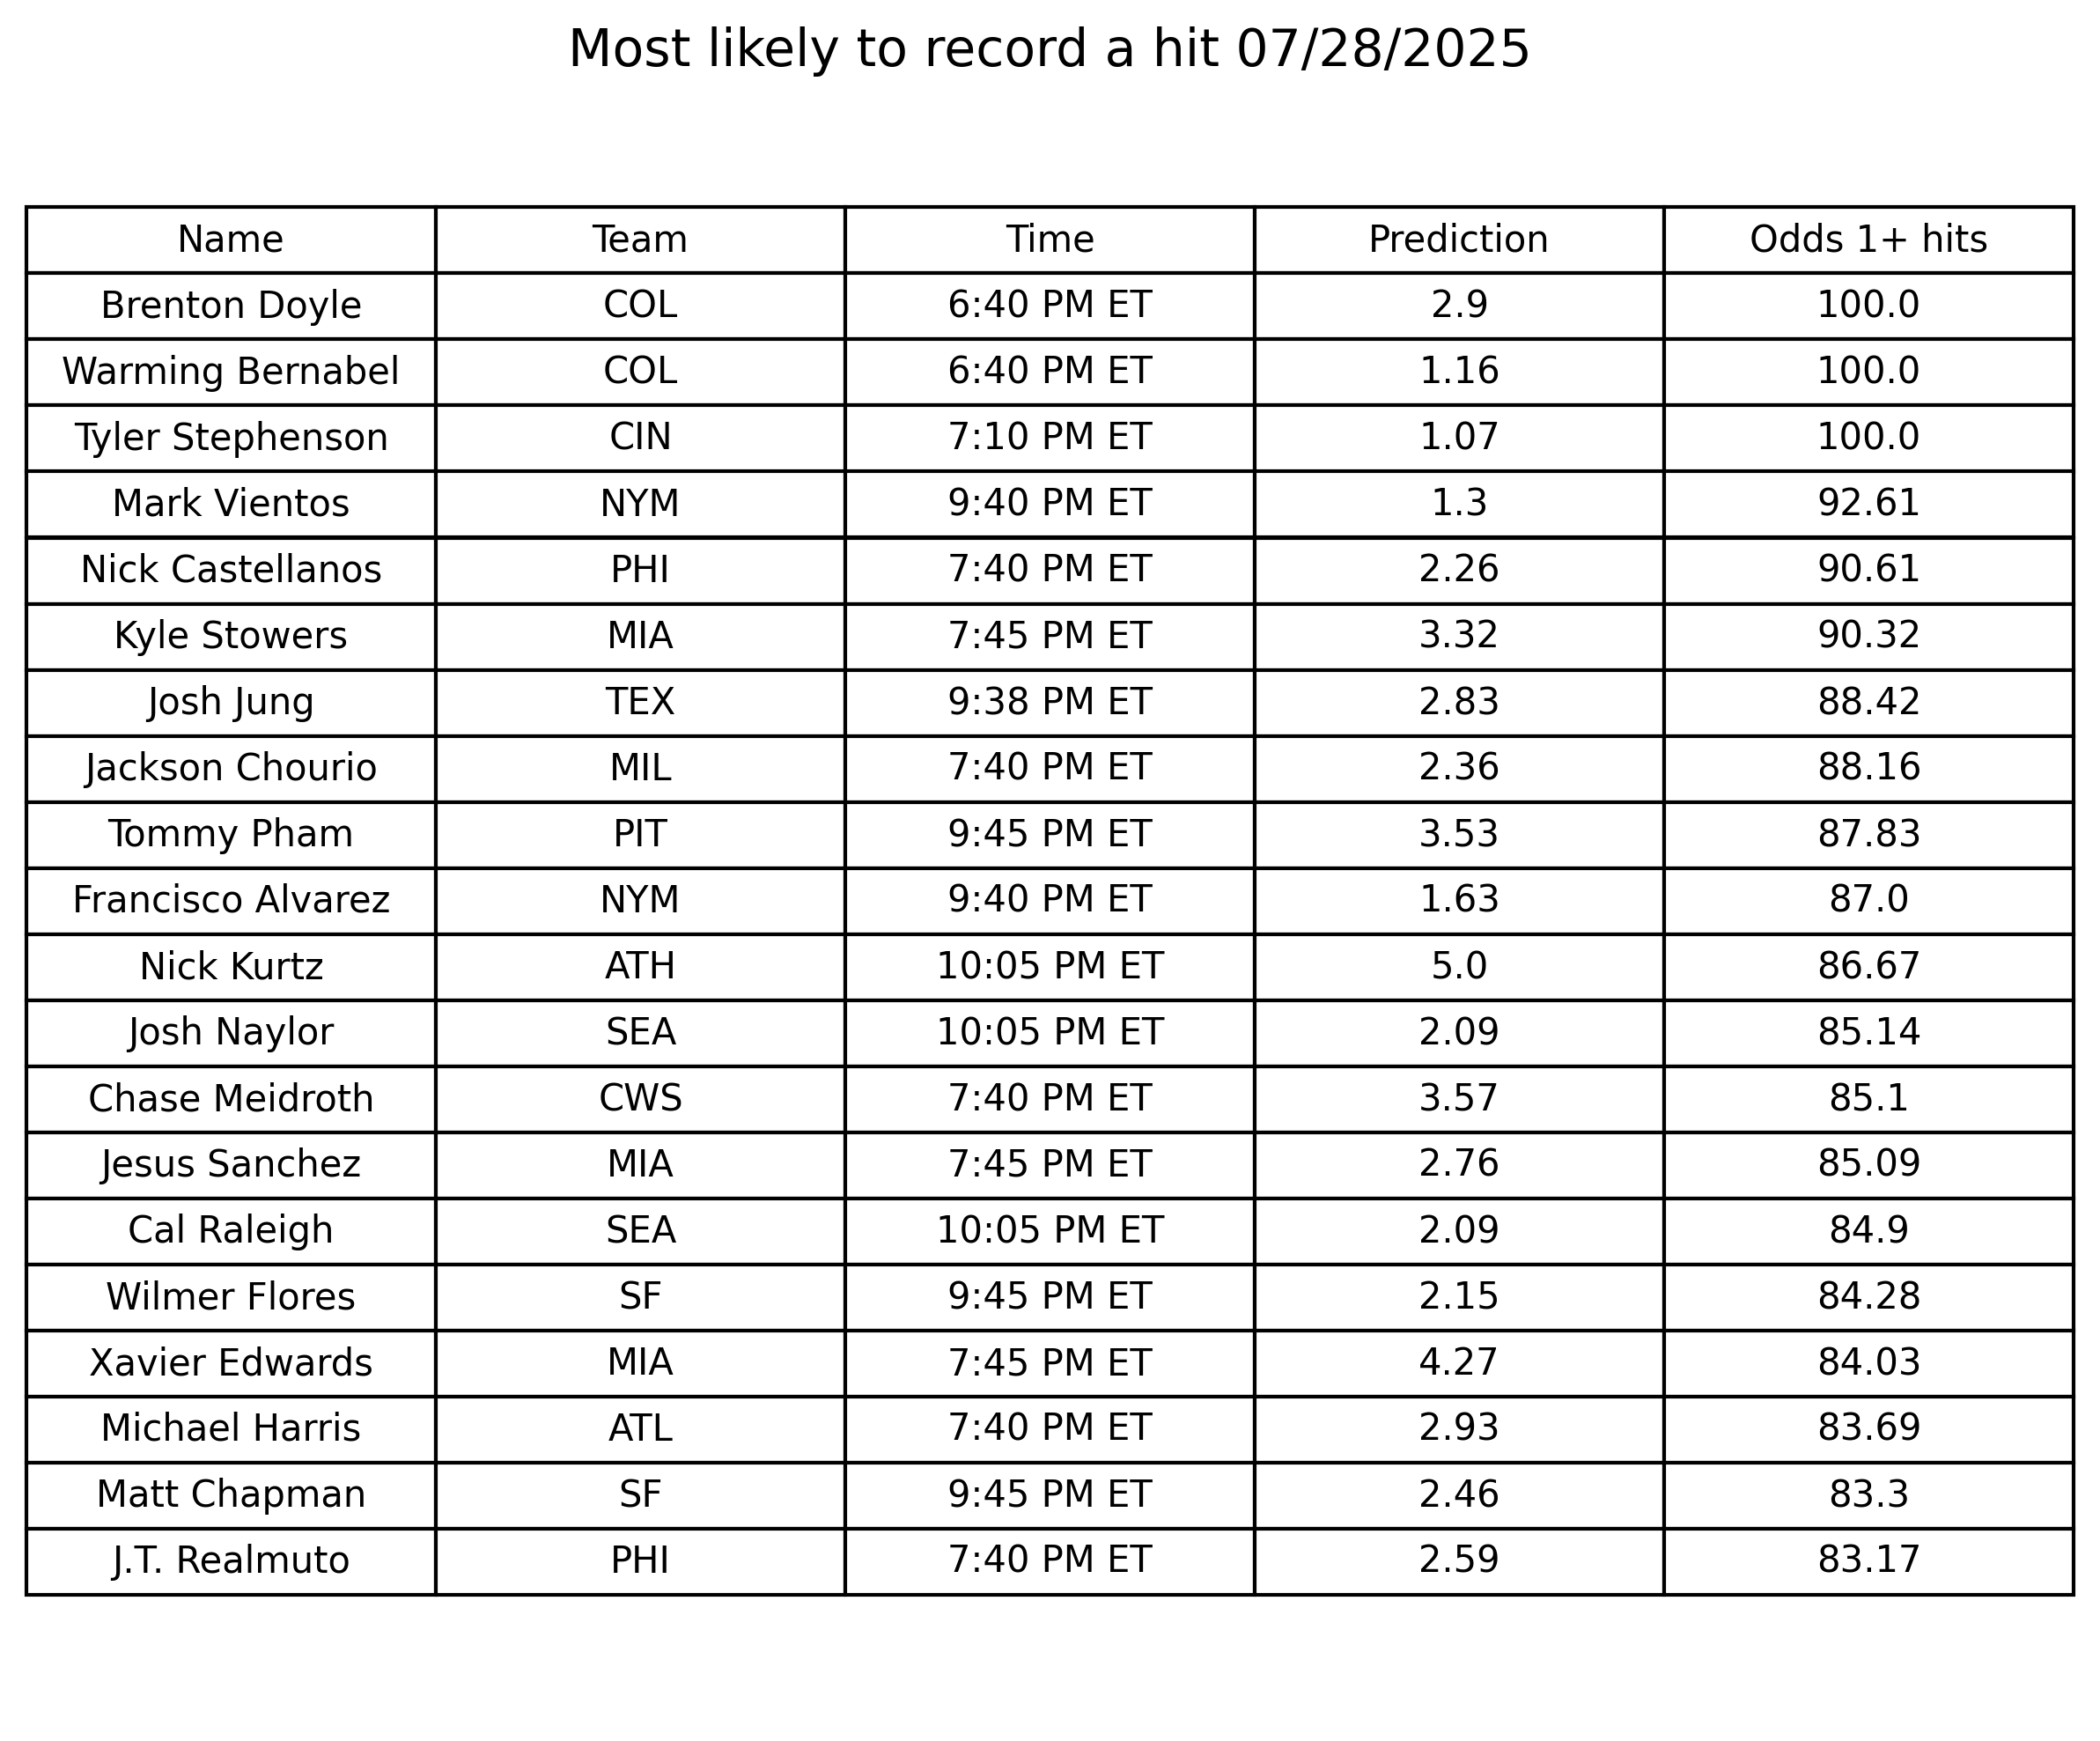 Most likely to record a hit 07/28/2025
Name Team Time Prediction Odds 1+ hits
Brenton Doyle COL 6:40 PM ET 2.9 100.0
Warming Bernabel COL 6:40 PM ET 1.16 100.0
Tyler Stephenson CIN 7:10 PM ET 1.07 100.0
Mark Vientos NYM 9:40 PM ET 1.3 92.61
Nick Castellanos PHI 7:40 PM ET 2.26 90.61
Kyle Stowers MIA 7:45 PM ET 3.32 90.32
Josh Jung TEX 9:38 PM ET 2.83 88.42
Jackson Chourio MIL 7:40 PM ET 2.36 88.16
Tommy Pham PIT 9:45 PM ET 3.53 87.83
Francisco Alvarez NYM 9:40 PM ET 1.63 87.0
Nick Kurtz ATH 10:05 PM ET 5.0 86.67
Josh Naylor SEA 10:05 PM ET 2.09 85.14
Chase Meidroth CWS 7:40 PM ET 3.57 85.1
Jesus Sanchez MIA 7:45 PM ET 2.76 85.09
Cal Raleigh SEA 10:05 PM ET 2.09 84.9
Wilmer Flores SF 9:45 PM ET 2.15 84.28
Xavier Edwards MIA 7:45 PM ET 4.27 84.03
Michael Harris ATL 7:40 PM ET 2.93 83.69
Matt Chapman SF 9:45 PM ET 2.46 83.3
J.T. Realmuto PHI 7:40 PM ET 2.59 83.17